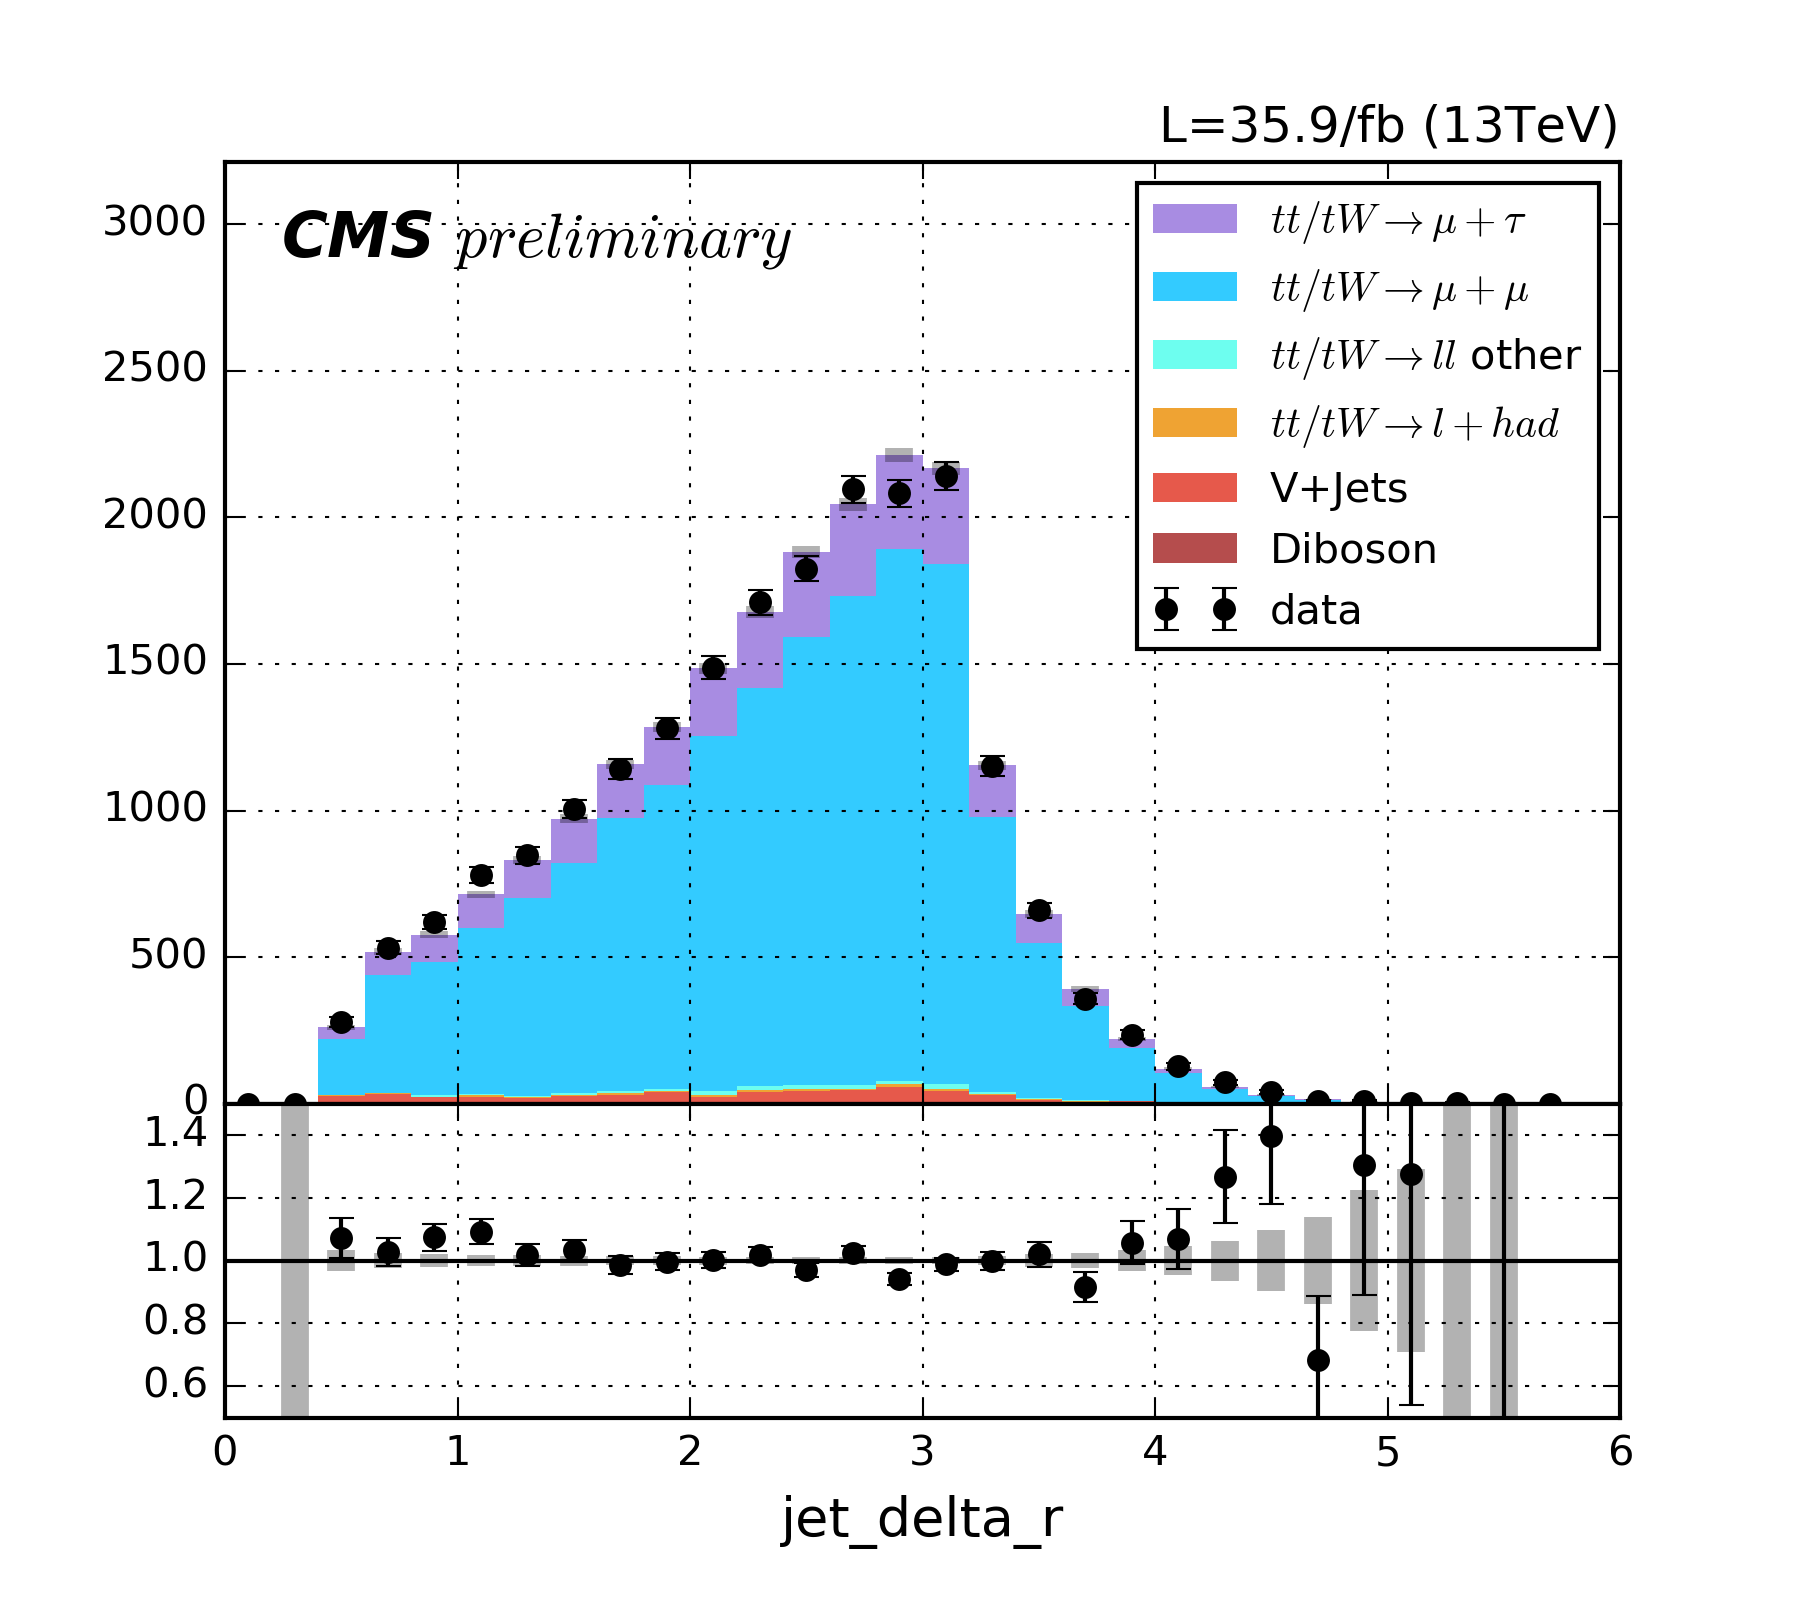 L=35.9/fb (13TeV)
CMS preliminary
3000
2500
2000
1500
1000
500
0
tt/tW → μ + τ
tt/tW → μ + μ
tt/tW → ll other
tt/tW → l + had
V+Jets
Diboson
data
1.4
1.2
1.0
0.8
0.6
0 1 2 3 4 5 6
jet_delta_r